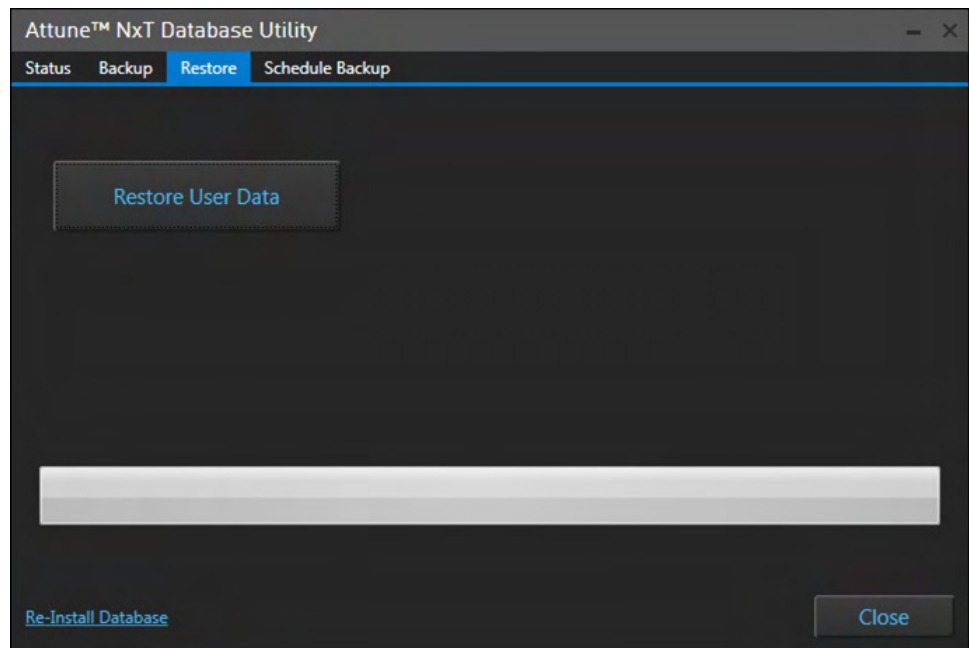 Attune™ NxT Database Utility
Status Backup Restore Schedule Backup
Restore User Data
Re-Install Database
Close